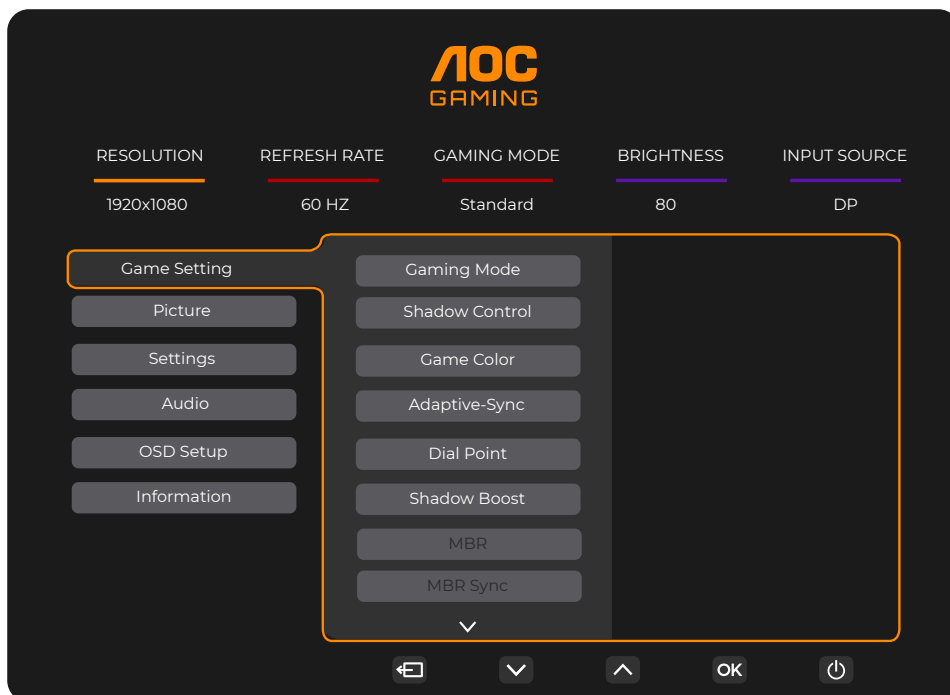 AOC
GAMING
RESOLUTION REFRESH RATE GAMING MODE BRIGHTNESS INPUT SOURCE
1920x1080 60 HZ Standard 80 DP
Game Setting
Picture
Settings
Audio
OSD Setup
Information
Gaming Mode
Shadow Control
Game Color
Adaptive-Sync
Dial Point
Shadow Boost
MBR
MBR Sync
OK